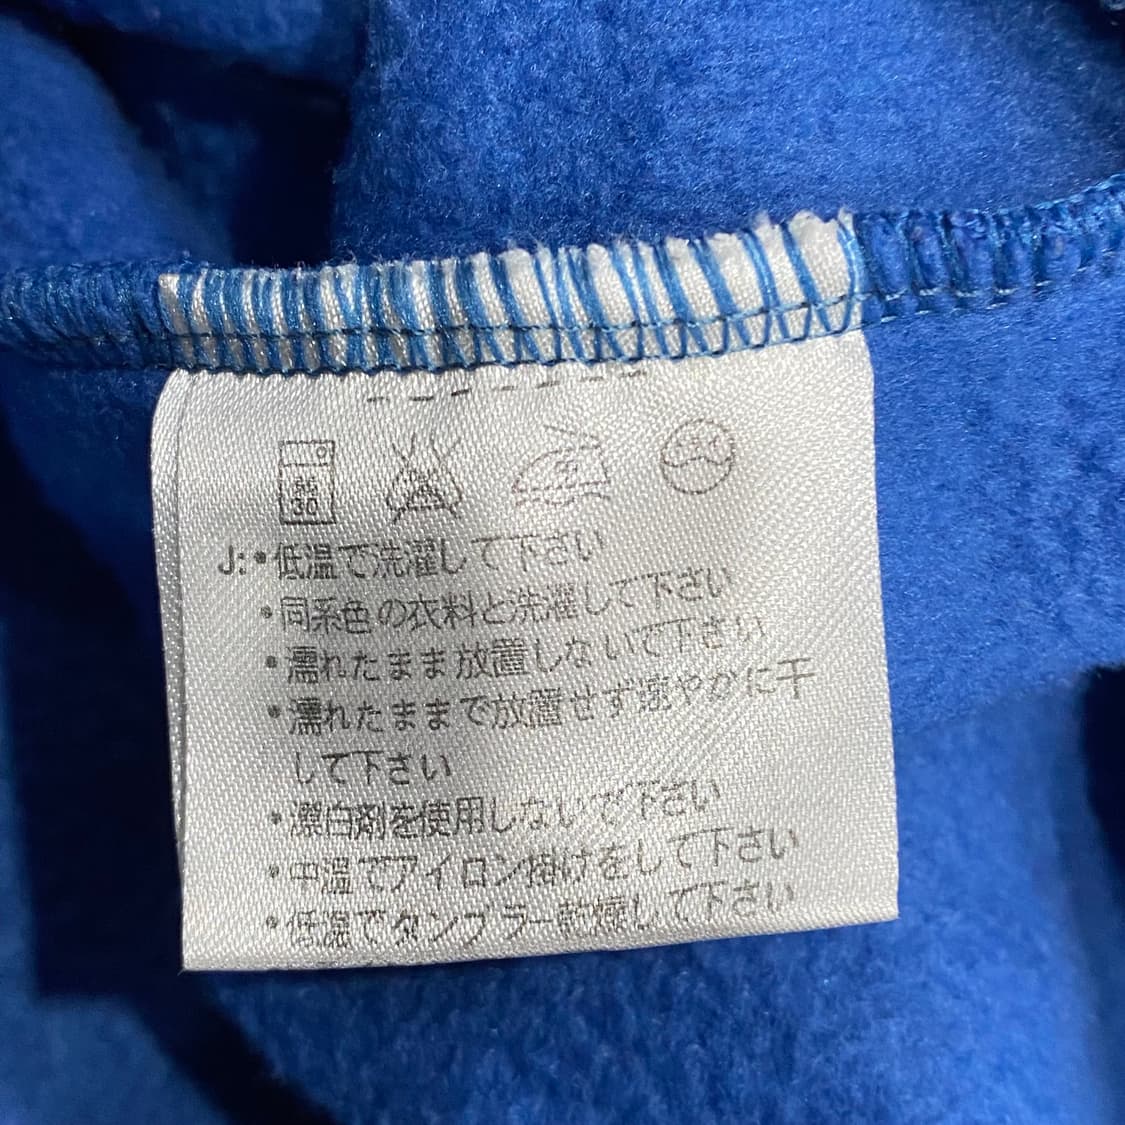 30
J:•低温で洗濯して下さい
•同系色の衣料と洗濯して下さい
•濡れたまま放置しないで下さい
•濡れたままで放置せず速やかに干
して下さい
•漂白剤を使用しないで下さい
•中温でアイロン掛けをして下さい
•低温でタンブラー乾燥して下さい